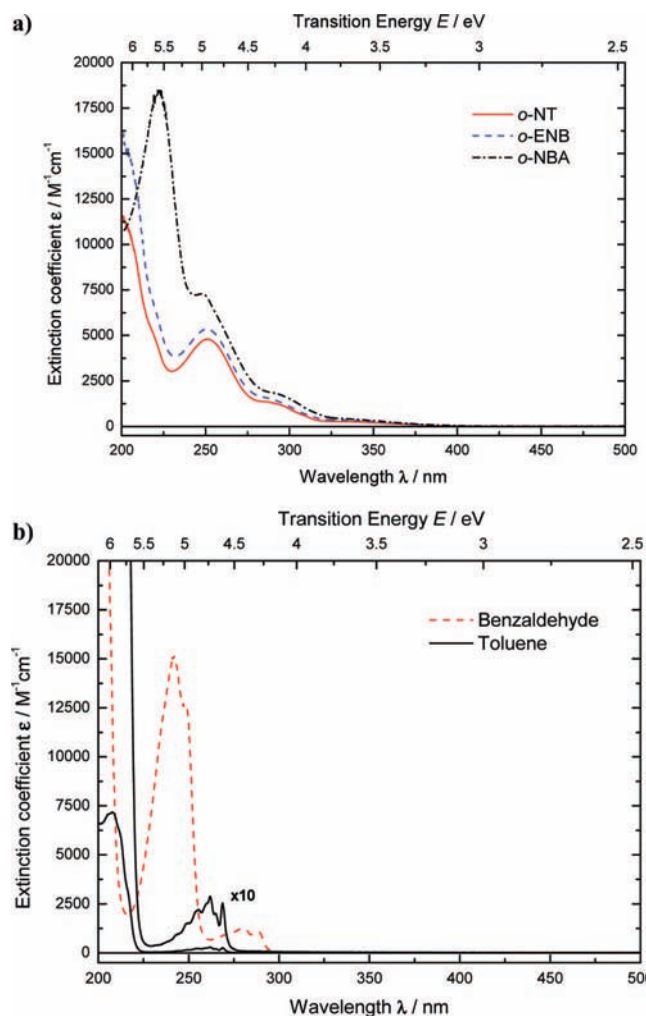 a)
Transition Energy E / eV
6 5.5 5 4.5 4 3.5 3 2.5
20000
17500
15000
12500
10000
7500
5000
2500
0
Extinction coefficient ε / M⁻¹cm⁻¹
o-NT
o-ENB
o-NBA
200 250 300 350 400 450 500
Wavelength λ / nm
b)
Transition Energy E / eV
6 5.5 5 4.5 4 3.5 3 2.5
20000
17500
15000
12500
10000
7500
5000
2500
0
Extinction coefficient ε / M⁻¹cm⁻¹
Benzaldehyde
Toluene
x10
200 250 300 350 400 450 500
Wavelength λ / nm